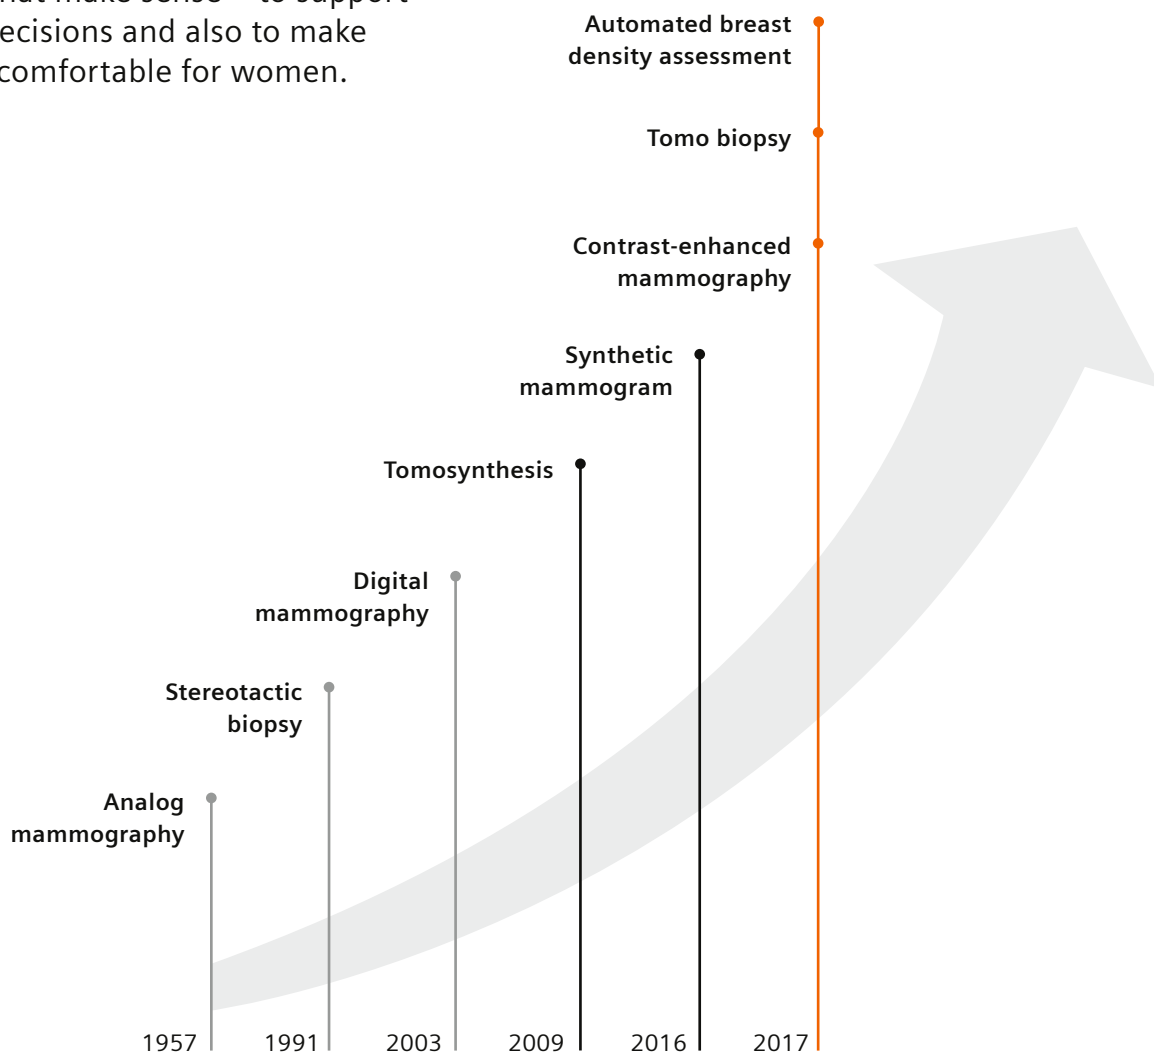 make sense – to support
ecisions and also to make
comfortable for women.
Automated breast
density assessment
Tomo biopsy
Contrast-enhanced
mammography
Synthetic
mammogram
Tomosynthesis
Digital
mammography
Stereotactic
biopsy
Analog
mammography
1957
1991
2003
2009
2016
2017